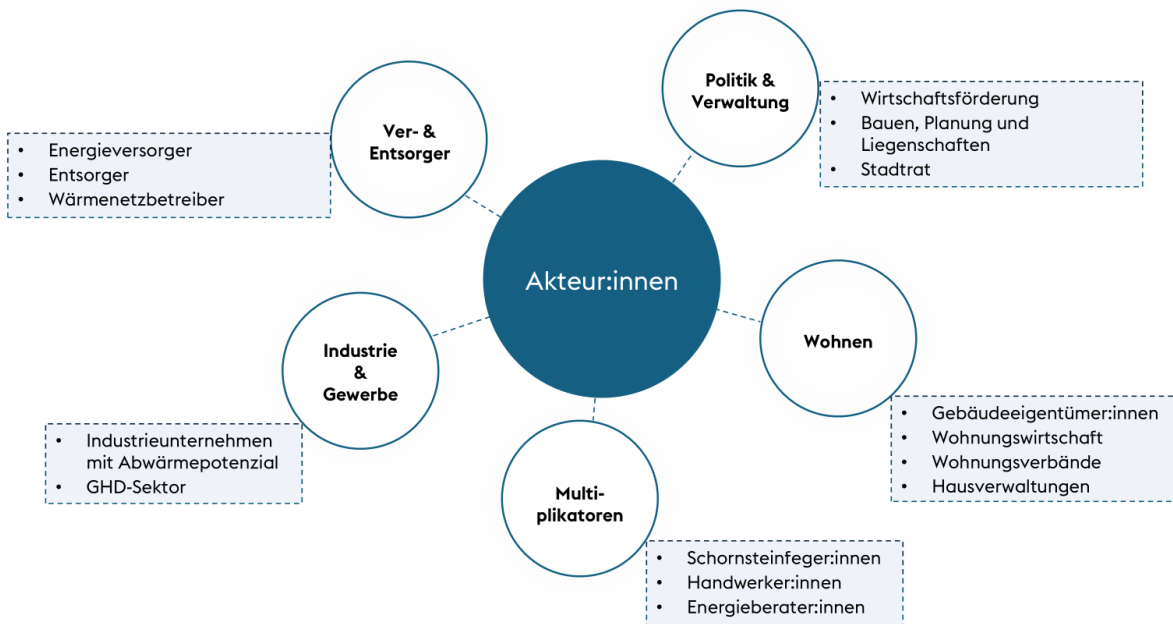 Politik &
Verwaltung
• Wirtschaftsförderung
• Bauen, Planung und
Liegenschaften
• Stadtrat
Ver- &
Entsorger
• Energieversorger
• Entsorger
• Wärmenetzbetreiber
Akteur:innen
Wohnen
• Gebäudeeigentümer:innen
• Wohnungswirtschaft
• Wohnungsverbände
• Hausverwaltungen
Industrie
&
Gewerbe
• Industrieunternehmen
mit Abwärmepotenzial
• GHD-Sektor
Multi-
plikatoren
• Schornsteinfeger:innen
• Handwerker:innen
• Energieberater:innen